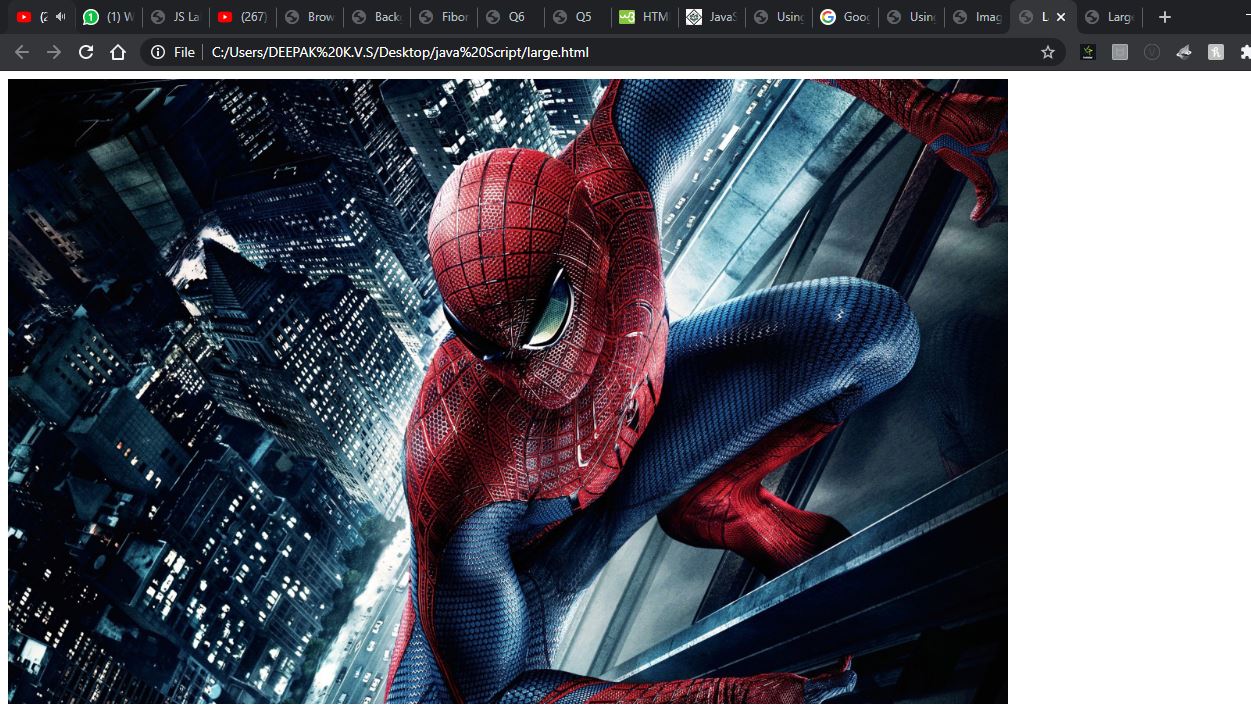 (2 (1) W JS La (267) Brow Back Fibor Q6 Q5 HTM JavaS Using Goog Using Imag L Large
File C:/Users/DEEPAK%20K.V.S/Desktop/java%20Script/large.html